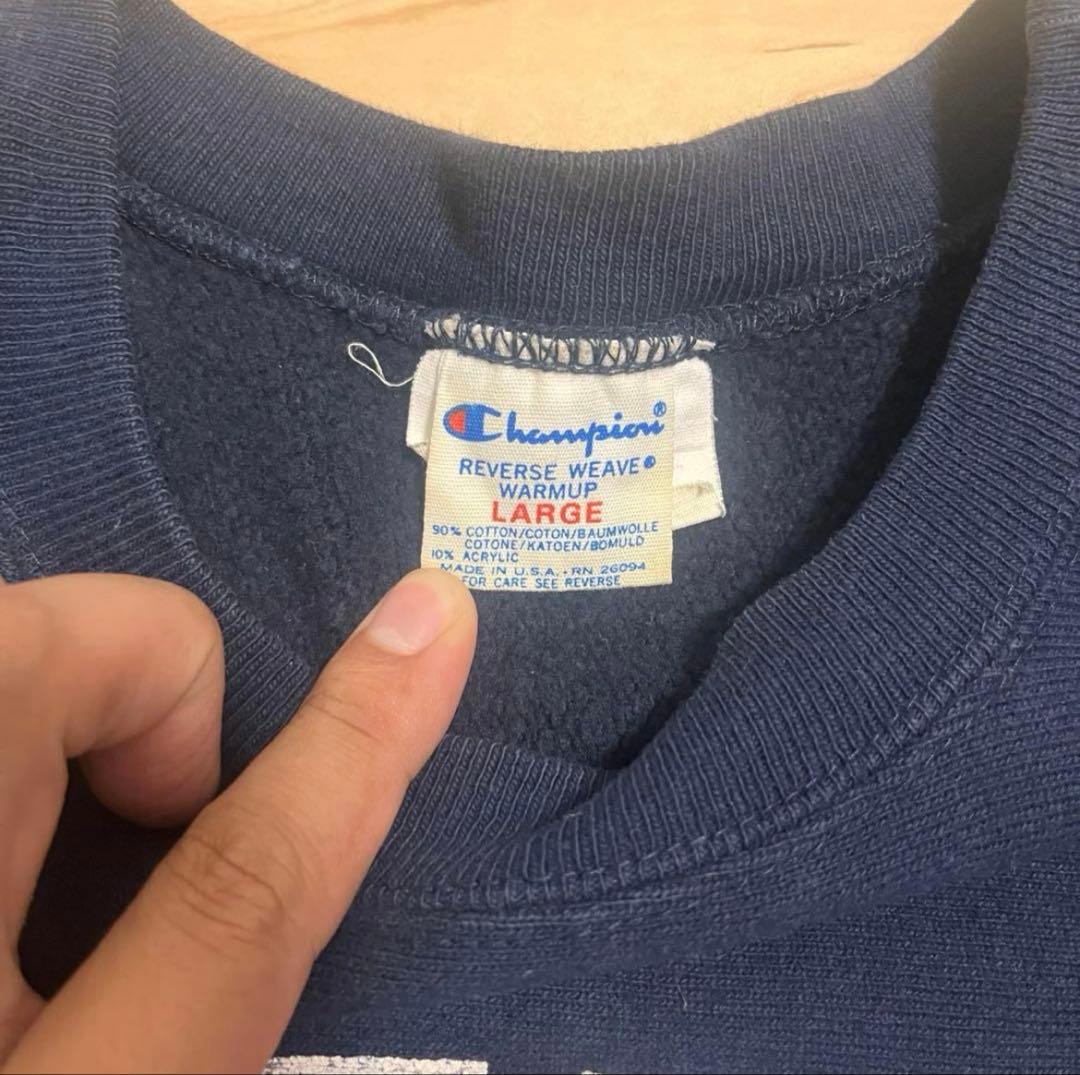 Champion®
REVERSE WEAVE®
WARMUP
LARGE
90% COTTON/COTON/BAUMWOLLE
COTONE/KATOEN/BOMULD
10% ACRYLIC
MADE IN U.S.A. - RN 26094
FOR CARE SEE REVERSE